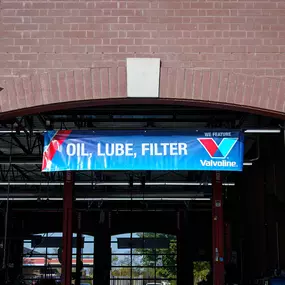 WE FEATURE
OIL, LUBE, FILTER
Valvoline